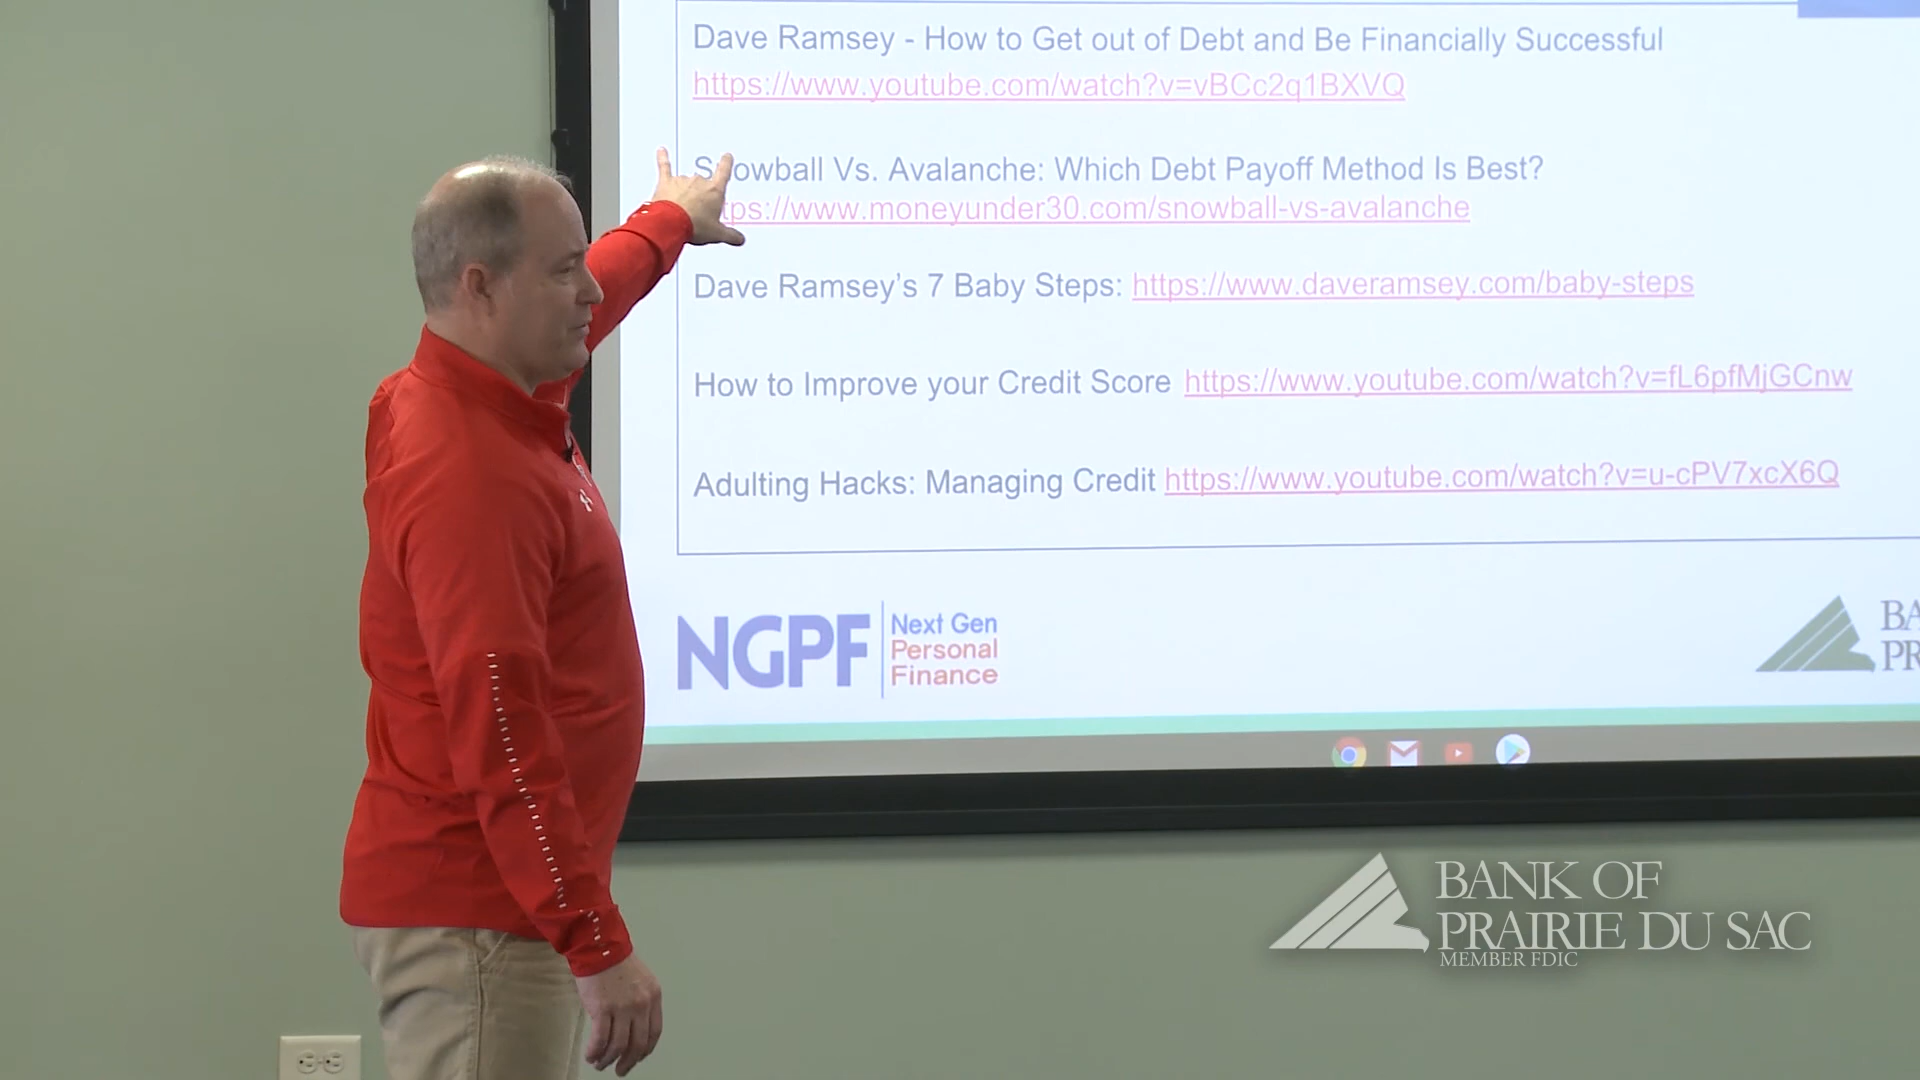 Dave Ramsey - How to Get out of Debt and Be Financially Successful
https://www.youtube.com/watch?v=vBCc2q1BXVQ
Snowball Vs. Avalanche: Which Debt Payoff Method Is Best?
tps://www.moneyunder30.com/snowball-vs-avalanche
Dave Ramsey’s 7 Baby Steps: https://www.daveramsey.com/baby-steps
How to Improve your Credit Score https://www.youtube.com/watch?v=fL6pfMjGCnw
Adulting Hacks: Managing Credit https://www.youtube.com/watch?v=u-cPV7xcX6Q
NGPF
Next Gen
Personal
Finance
BA
PR
BANK OF
PRAIRIE DU SAC
MEMBER FDIC